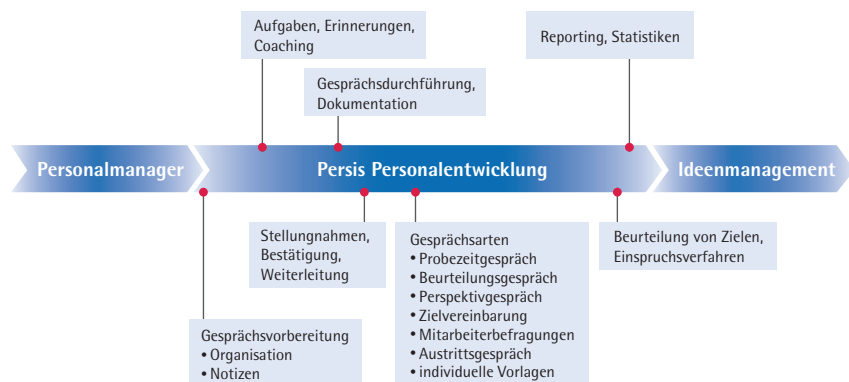 Aufgaben, Erinnerungen,
Coaching
Reporting, Statistiken
Gesprächsdurchführung,
Dokumentation
Personalmanager
Persis Personalentwicklung
Ideenmanagement
Stellungnahmen,
Bestätigung,
Weiterleitung
Gesprächsarten
• Probezeitgespräch
• Beurteilungsgespräch
• Perspektivgespräch
• Zielvereinbarung
• Mitarbeiterbefragungen
• Austrittsgespräch
• individuelle Vorlagen
Beurteilung von Zielen,
Einspruchsverfahren
Gesprächsvorbereitung
• Organisation
• Notizen